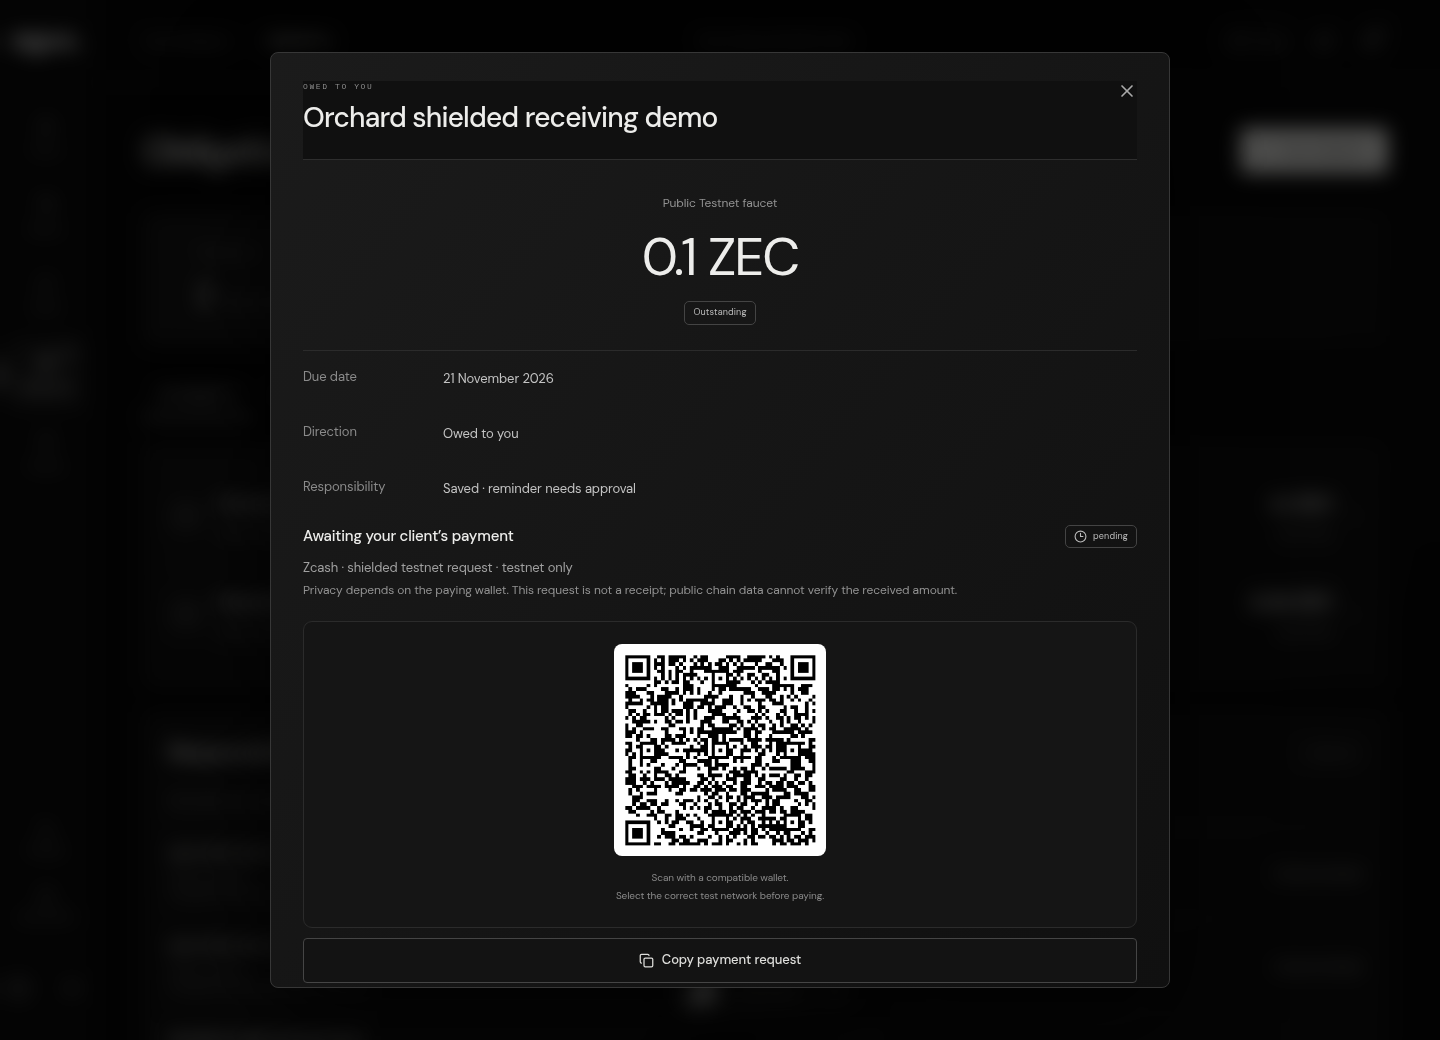 OWED TO YOU
Orchard shielded receiving demo
Public Testnet faucet
0.1 ZEC
Outstanding
Due date 21 November 2026
Direction Owed to you
Responsibility Saved · reminder needs approval
Awaiting your client’s payment pending
Zcash · shielded testnet request · testnet only
Privacy depends on the paying wallet. This request is not a receipt; public chain data cannot verify the received amount.
Scan with a compatible wallet.
Select the correct test network before paying.
Copy payment request